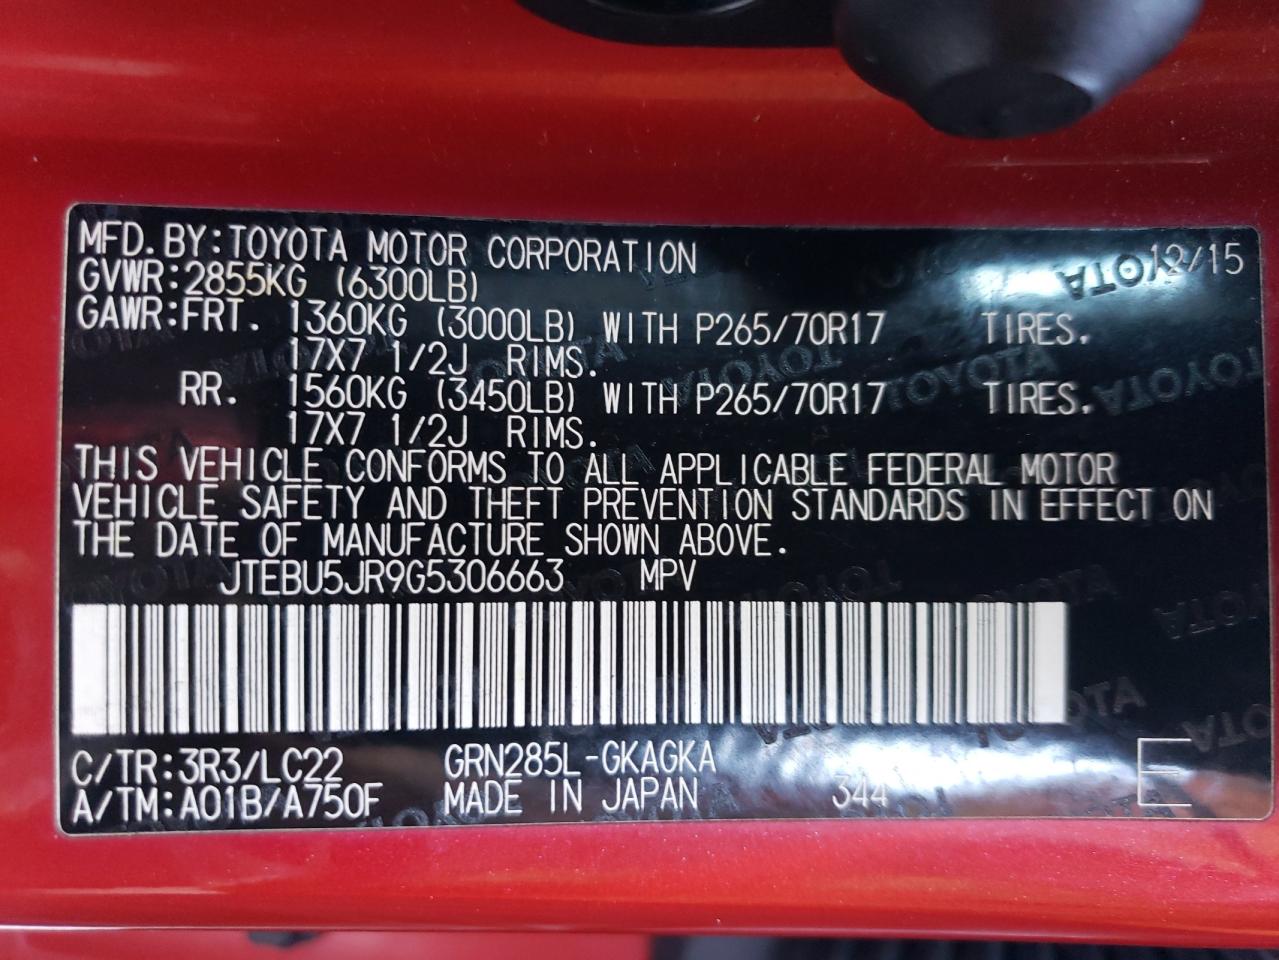 MFD. BY: TOYOTA MOTOR CORPORATION 12/15
GVWR: 2855KG (6300LB)
GAWR: FRT. 1360KG (3000LB) WITH P265/70R17 TIRES.
17X7 1/2J RIMS.
RR. 1560KG (3450LB) WITH P265/70R17 TIRES.
17X7 1/2J RIMS.
THIS VEHICLE CONFORMS TO ALL APPLICABLE FEDERAL MOTOR
VEHICLE SAFETY AND THEFT PREVENTION STANDARDS IN EFFECT ON
THE DATE OF MANUFACTURE SHOWN ABOVE.
JTEBU5JR9G5306663 MPV
C/TR: 3R3/LC22 GRN285L-GKAGKA
A/TM: A01B/A750F MADE IN JAPAN 344 E